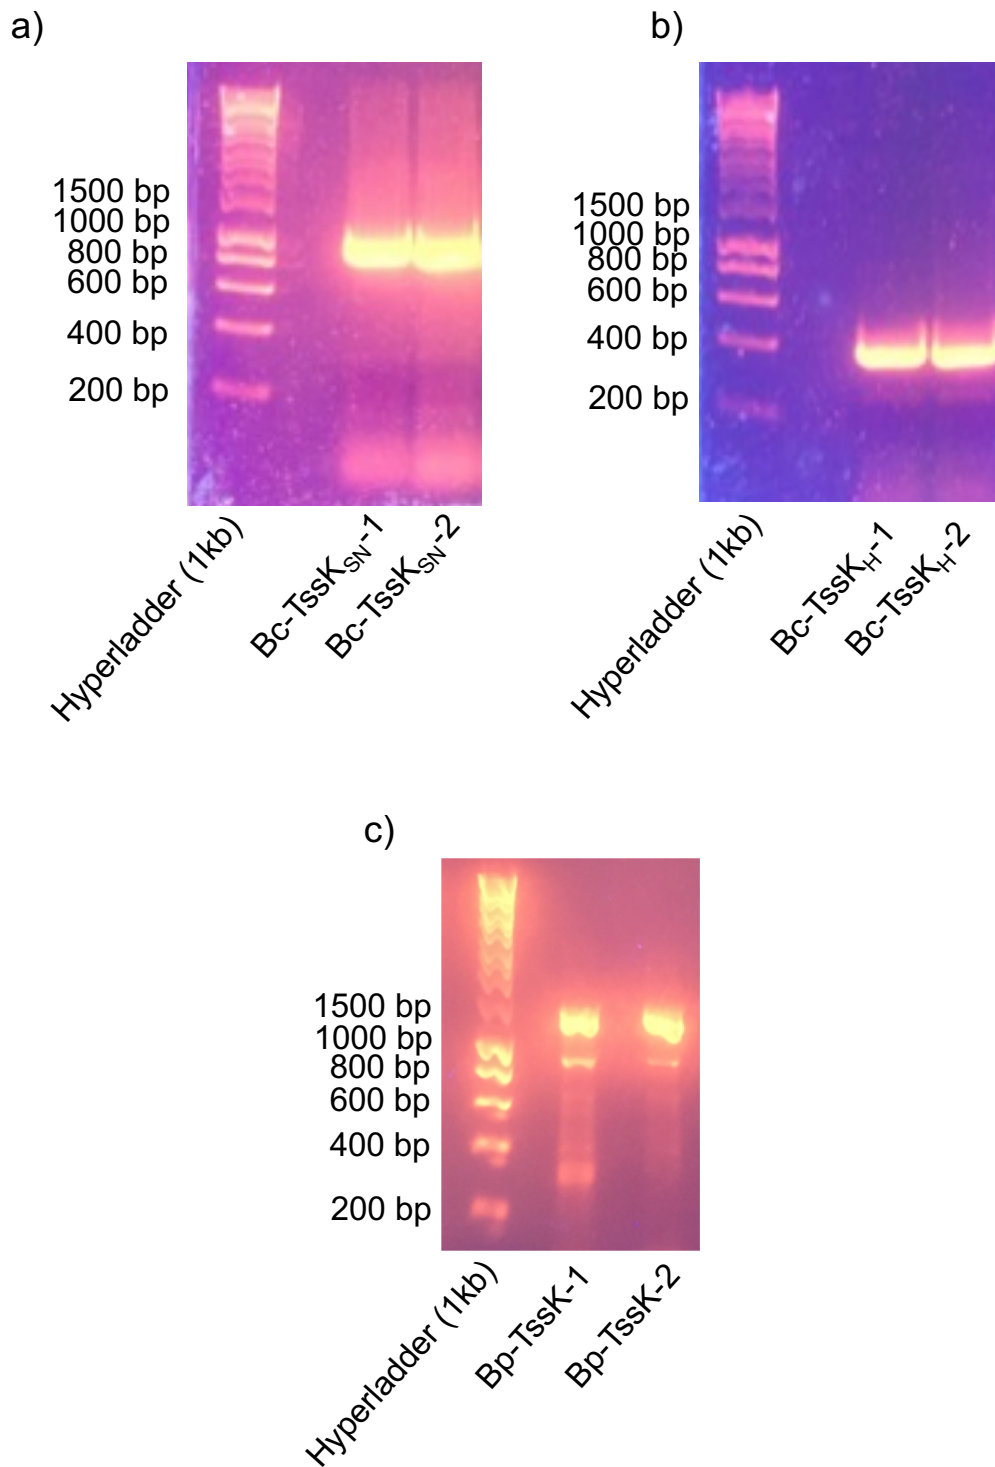 a)
1500 bp
1000 bp
800 bp
600 bp
400 bp
200 bp
Hyperladder (1kb)
Bc-TssKSN-1
Bc-TssKSN-2
b)
1500 bp
1000 bp
800 bp
600 bp
400 bp
200 bp
Hyperladder (1kb)
Bc-TssKH-1
Bc-TssKH-2
c)
1500 bp
1000 bp
800 bp
600 bp
400 bp
200 bp
Hyperladder (1kb)
Bp-TssK-1
Bp-TssK-2